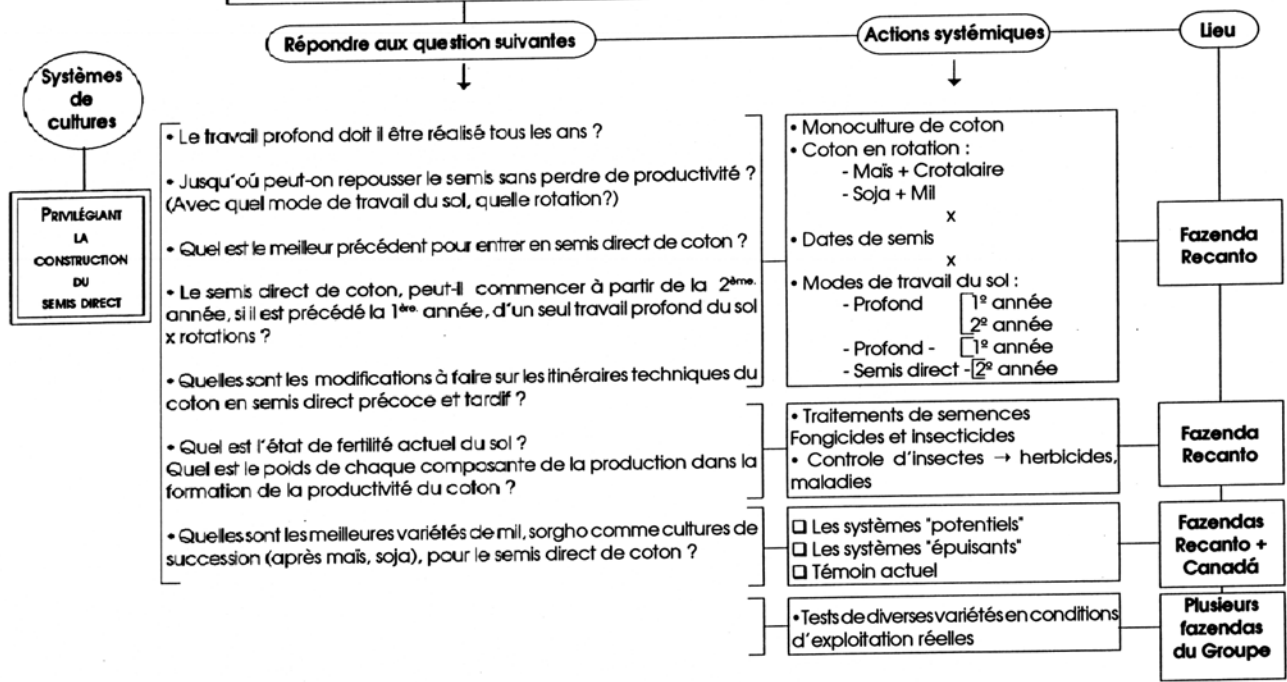 Répondre aux question suivantes
Actions systémiques
Lieu
Systèmes
de
cultures
PRIVILÉGIANT
LA
CONSTRUCTION
DU
SEMIS DIRECT
• Le travail profond doit il être réalisé tous les ans ?
• Jusqu'oú peut-on repousser le semis sans perdre de productivité ?
(Avec quel mode de travail du sol, quelle rotation?)
• Quel est le meilleur précédent pour entrer en semis direct de coton ?
• Le semis direct de coton, peut-il commencer à partir de la 2ème.
année, si il est précédé la 1ère. année, d'un seul travail profond du sol
x rotations ?
• Quelles sont les modifications à faire sur les itinéraires techniques du
coton en semis direct précoce et tardif ?
• Quel est l'état de fertilité actuel du sol ?
Quel est le poids de chaque composante de la production dans la
formation de la productivité du coton ?
• Quelles sont les meilleures variétés de mil, sorgho comme cultures de
succession (après maïs, soja), pour le semis direct de coton ?
• Monoculture de coton
• Coton en rotation :
- Maïs + Crotalaire
- Soja + Mil
x
• Dates de semis
x
• Modes de travail du sol :
- Profond 1º année
2º année
- Profond - 1º année
- Semis direct - 2º année
• Traitements de semences
Fongicides et insecticides
• Controle d'insectes → herbicides,
maladies
❑ Les systèmes "potentiels"
❑ Les systèmes "épuisants"
❑ Témoin actuel
• Tests de diverses variétés en conditions
d'exploitation réelles
Fazenda
Recanto
Fazenda
Recanto
Fazendas
Recanto +
Canadá
Plusieurs
fazendas
du Groupe